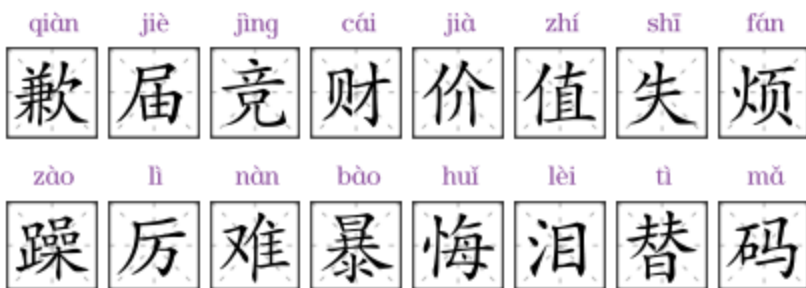 qiàn jiè jìng cái jià zhí shī fán
歉 届 竞 财 价 值 失 烦
zào lì nàn bào huǐ lèi tì mǎ
躁 厉 难 暴 悔 泪 替 码